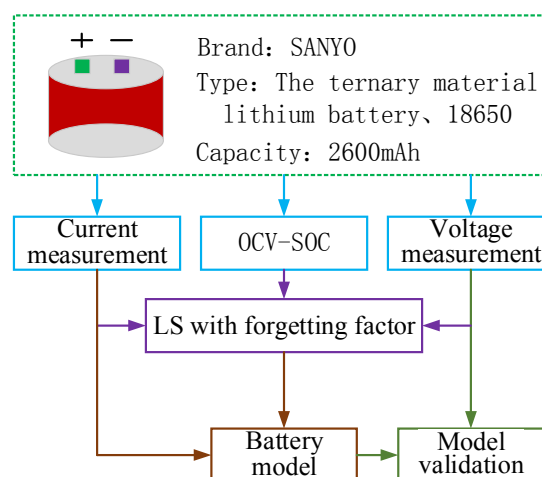 + −
Brand: SANYO
Type: The ternary material
lithium battery、18650
Capacity: 2600mAh
Current
measurement
OCV-SOC
Voltage
measurement
LS with forgetting factor
Battery
model
Model
validation